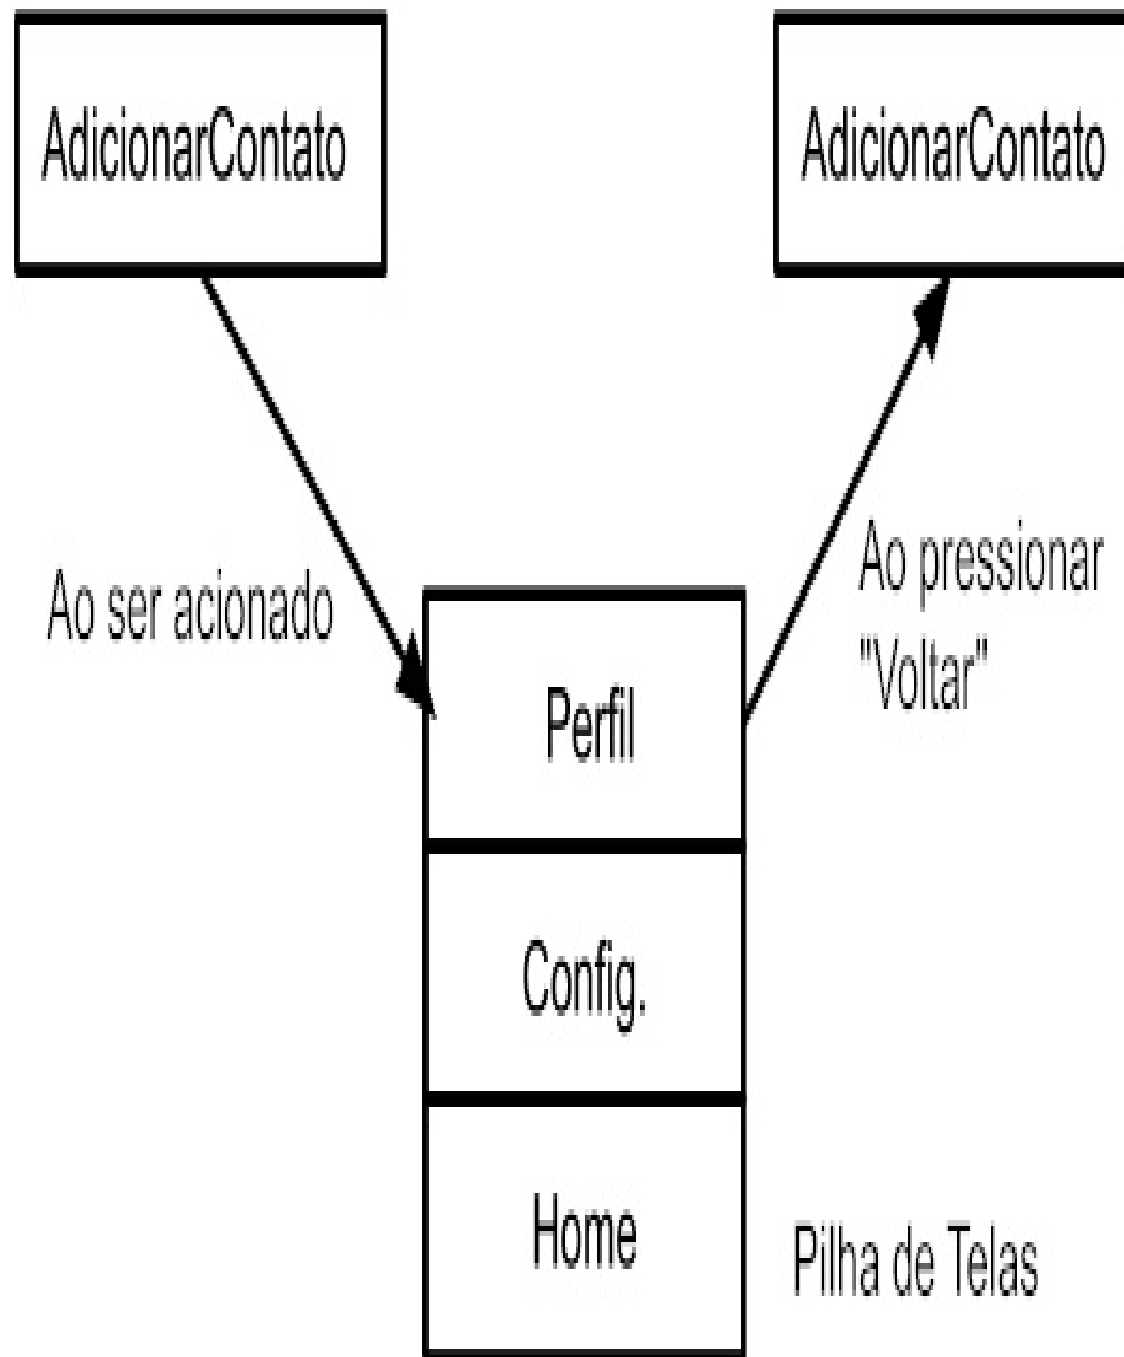 AdicionarContato
AdicionarContato
Ao ser acionado
Ao pressionar
"Voltar"
Perfil
Config.
Home
Pilha de Telas